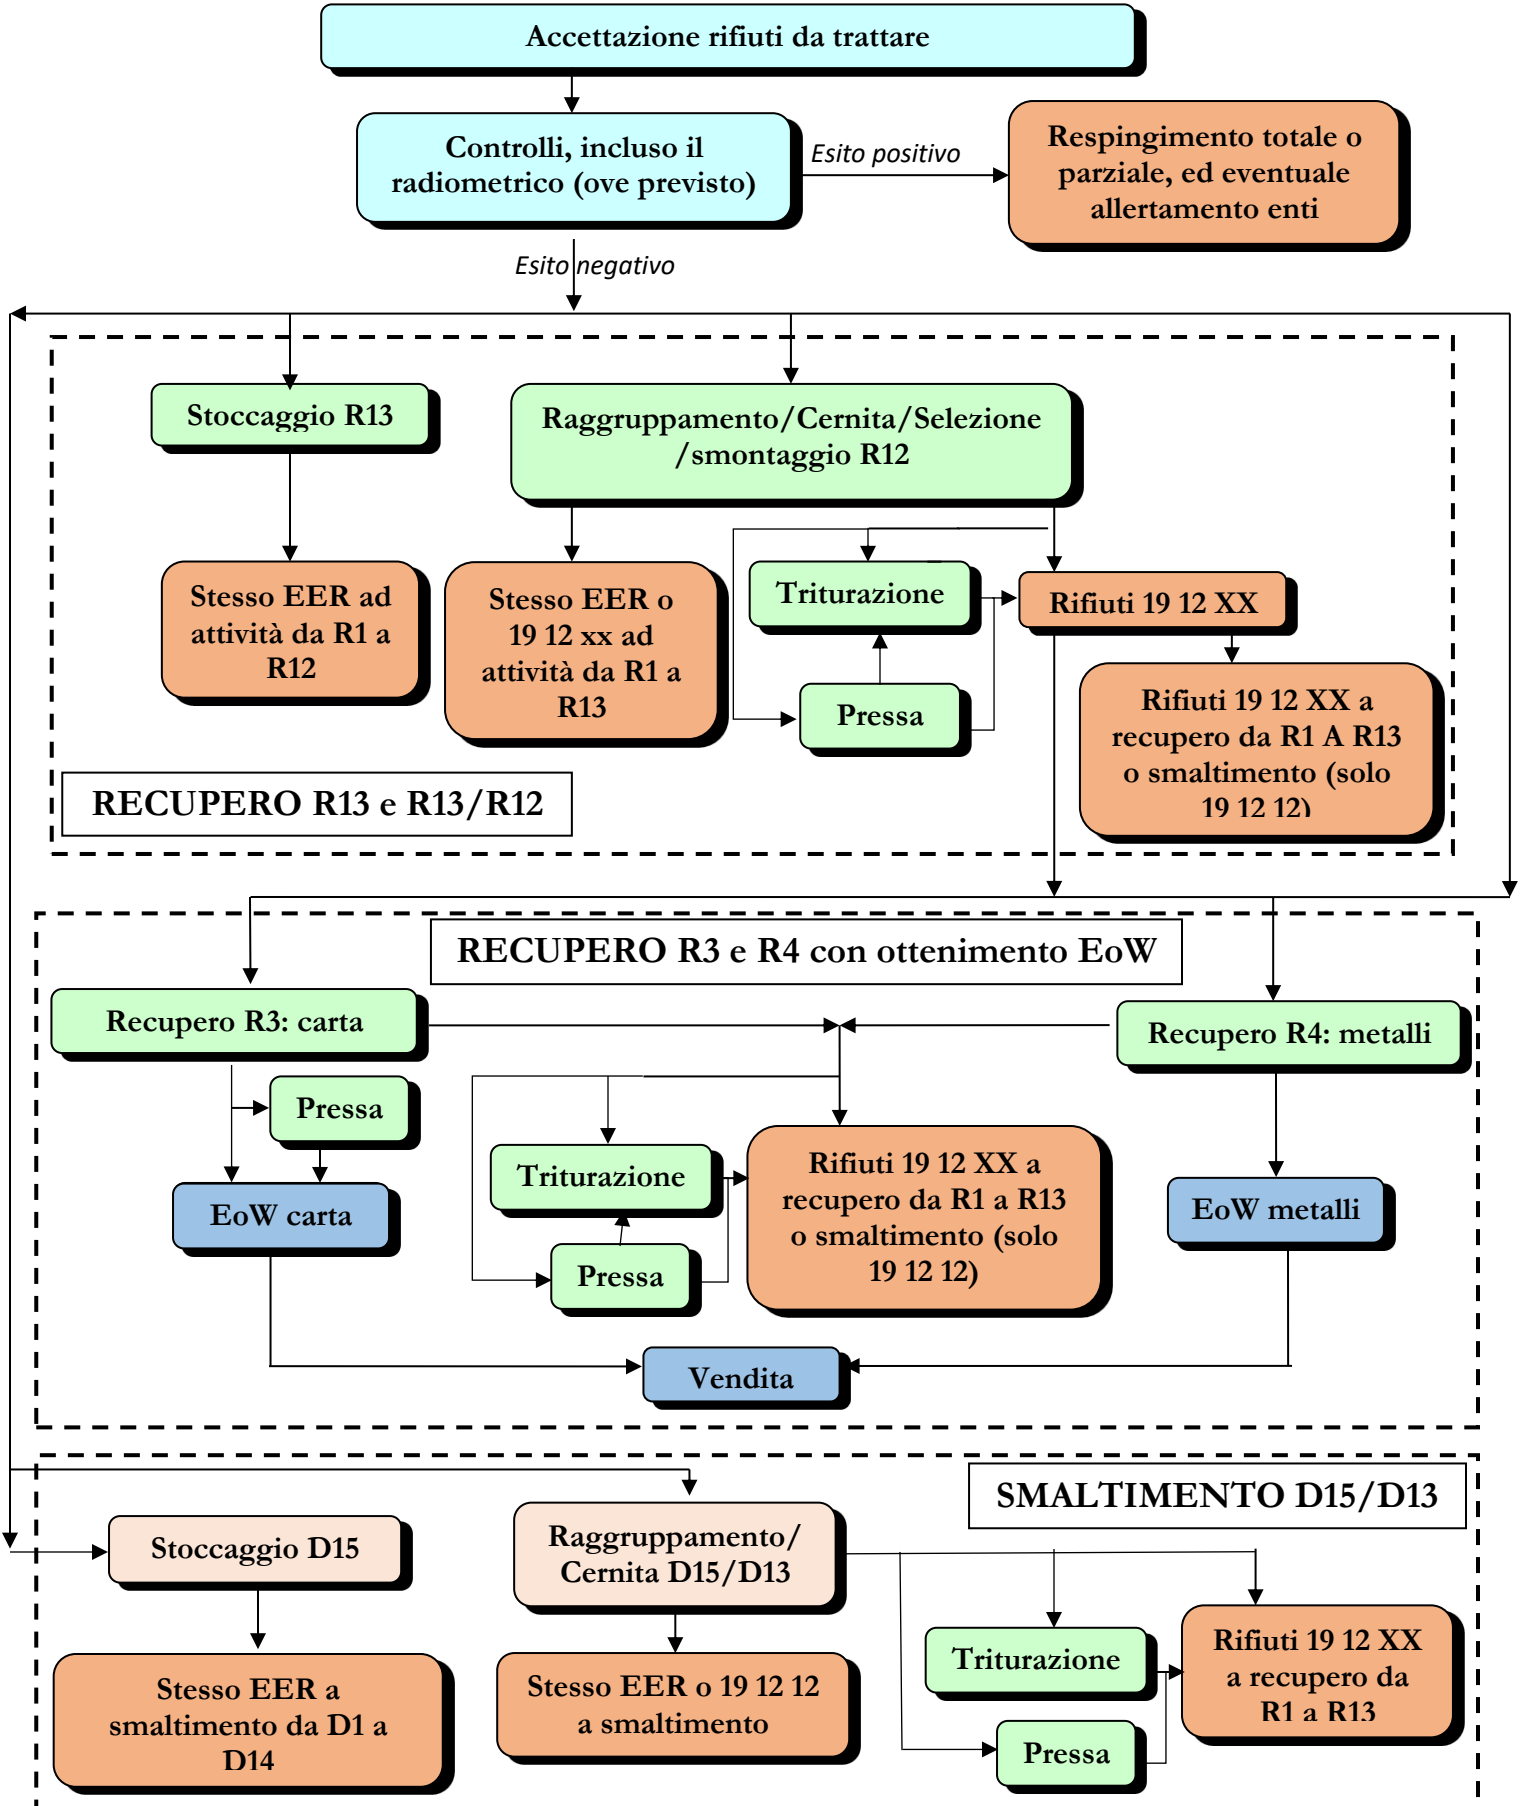 Accettazione rifiuti da trattare
Controlli, incluso il
radiometrico (ove previsto)
Esito positivo
Respingimento totale o
parziale, ed eventuale
allertamento enti
Esito negativo
Stoccaggio R13
Raggruppamento/Cernita/Selezione
/smontaggio R12
Stesso EER ad
attività da R1 a
R12
Stesso EER o
19 12 xx ad
attività da R1 a
R13
Triturazione
Pressa
Rifiuti 19 12 XX
Rifiuti 19 12 XX a
recupero da R1 A R13
o smaltimento (solo
19 12 12)
RECUPERO R13 e R13/R12
RECUPERO R3 e R4 con ottenimento EoW
Recupero R3: carta
Recupero R4: metalli
Pressa
EoW carta
Triturazione
Pressa
Rifiuti 19 12 XX a
recupero da R1 a R13
o smaltimento (solo
19 12 12)
EoW metalli
Vendita
SMALTIMENTO D15/D13
Stoccaggio D15
Raggruppamento/
Cernita D15/D13
Stesso EER a
smaltimento da D1 a
D14
Stesso EER o 19 12 12
a smaltimento
Triturazione
Pressa
Rifiuti 19 12 XX
a recupero da
R1 a R13